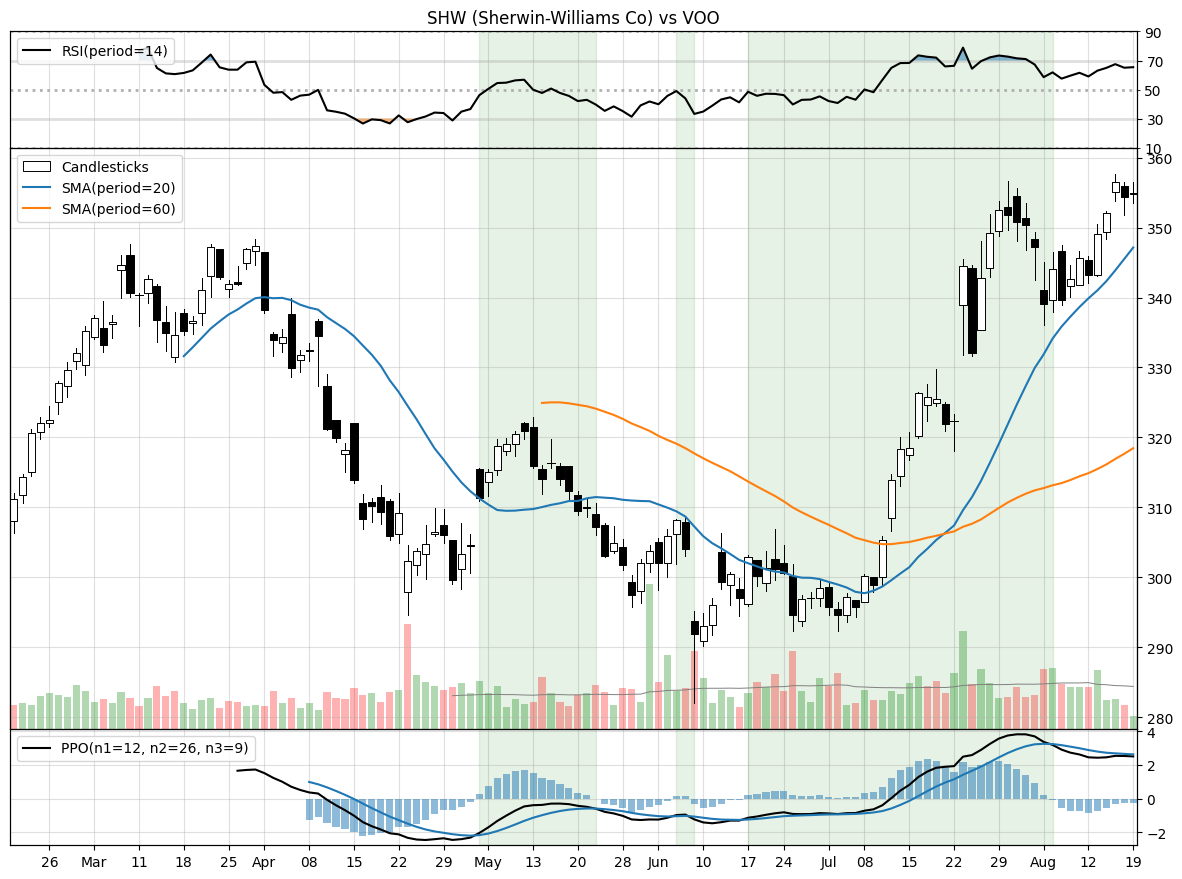 SHW (Sherwin-Williams Co) vs VOO
RSI(period=14)
90
70
50
30
10
Candlesticks
SMA(period=20)
SMA(period=60)
360
350
340
330
320
310
300
290
280
PPO(n1=12, n2=26, n3=9)
4
2
0
−2
26 Mar 11 18 25 Apr 08 15 22 29 May 13 20 28 Jun 10 17 24 Jul 08 15 22 29 Aug 12 19